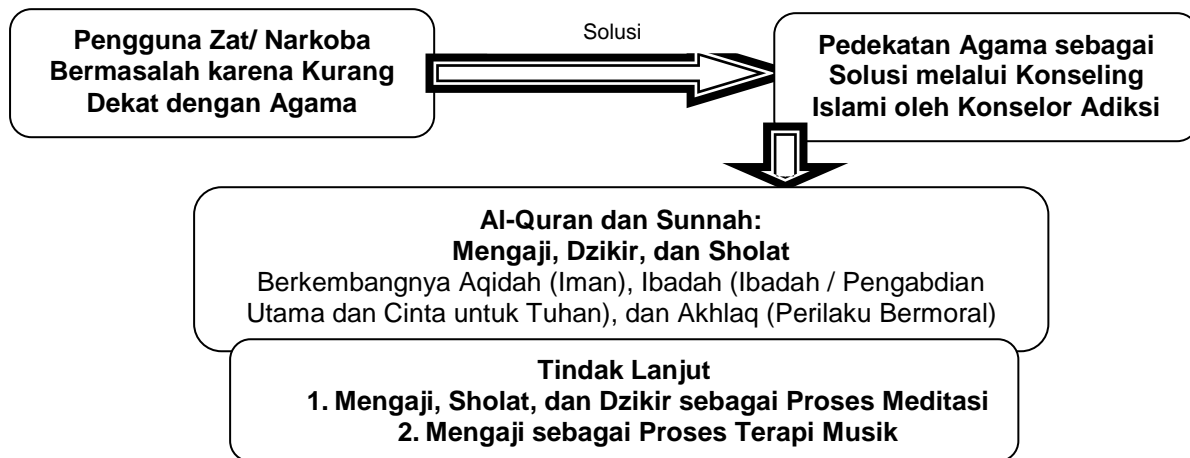 Pengguna Zat/ Narkoba
Bermasalah karena Kurang
Dekat dengan Agama
Solusi
Pedekatan Agama sebagai
Solusi melalui Konseling
Islami oleh Konselor Adiksi
Al-Quran dan Sunnah:
Mengaji, Dzikir, dan Sholat
Berkembangnya Aqidah (Iman), Ibadah (Ibadah / Pengabdian
Utama dan Cinta untuk Tuhan), dan Akhlaq (Perilaku Bermoral)
Tindak Lanjut
1. Mengaji, Sholat, dan Dzikir sebagai Proses Meditasi
2. Mengaji sebagai Proses Terapi Musik